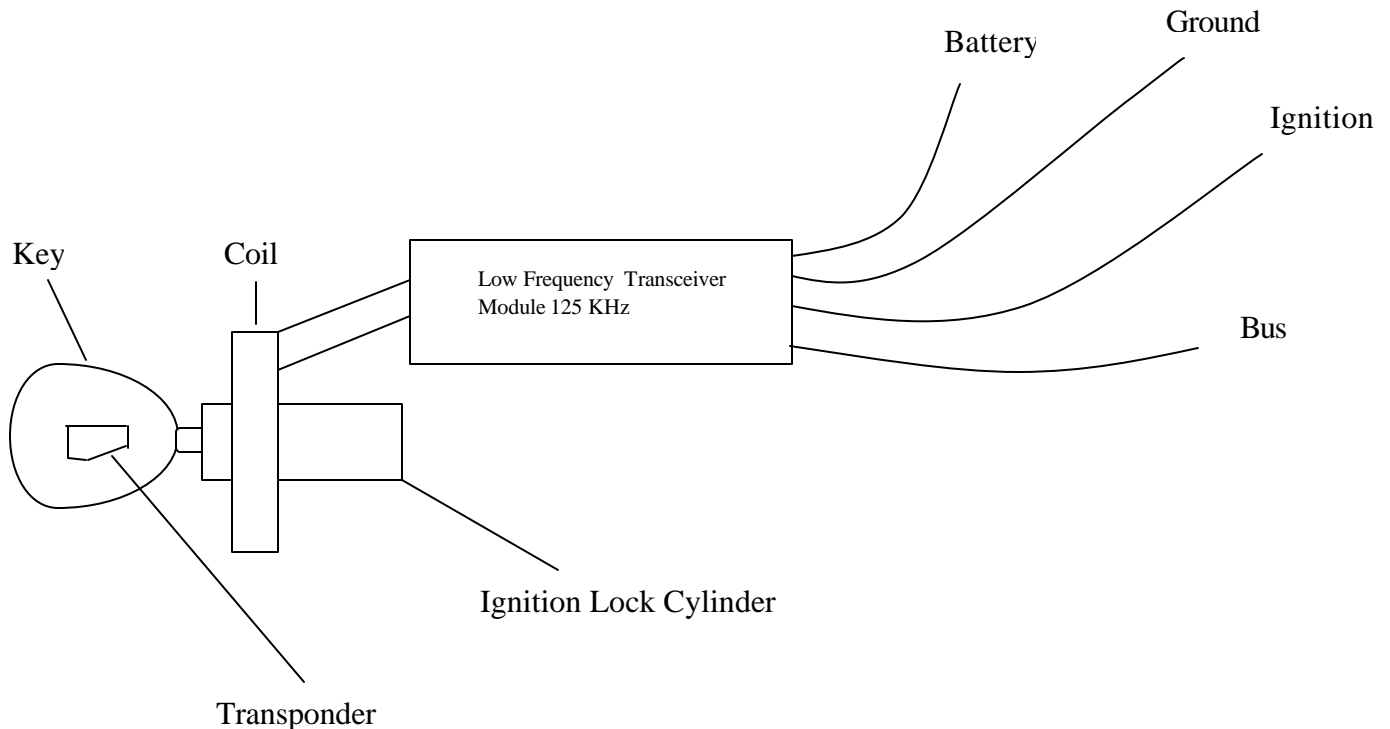 Battery
Ground
Ignition
Key
Coil
Low Frequency Transceiver
Module 125 KHz
Bus
Ignition Lock Cylinder
Transponder